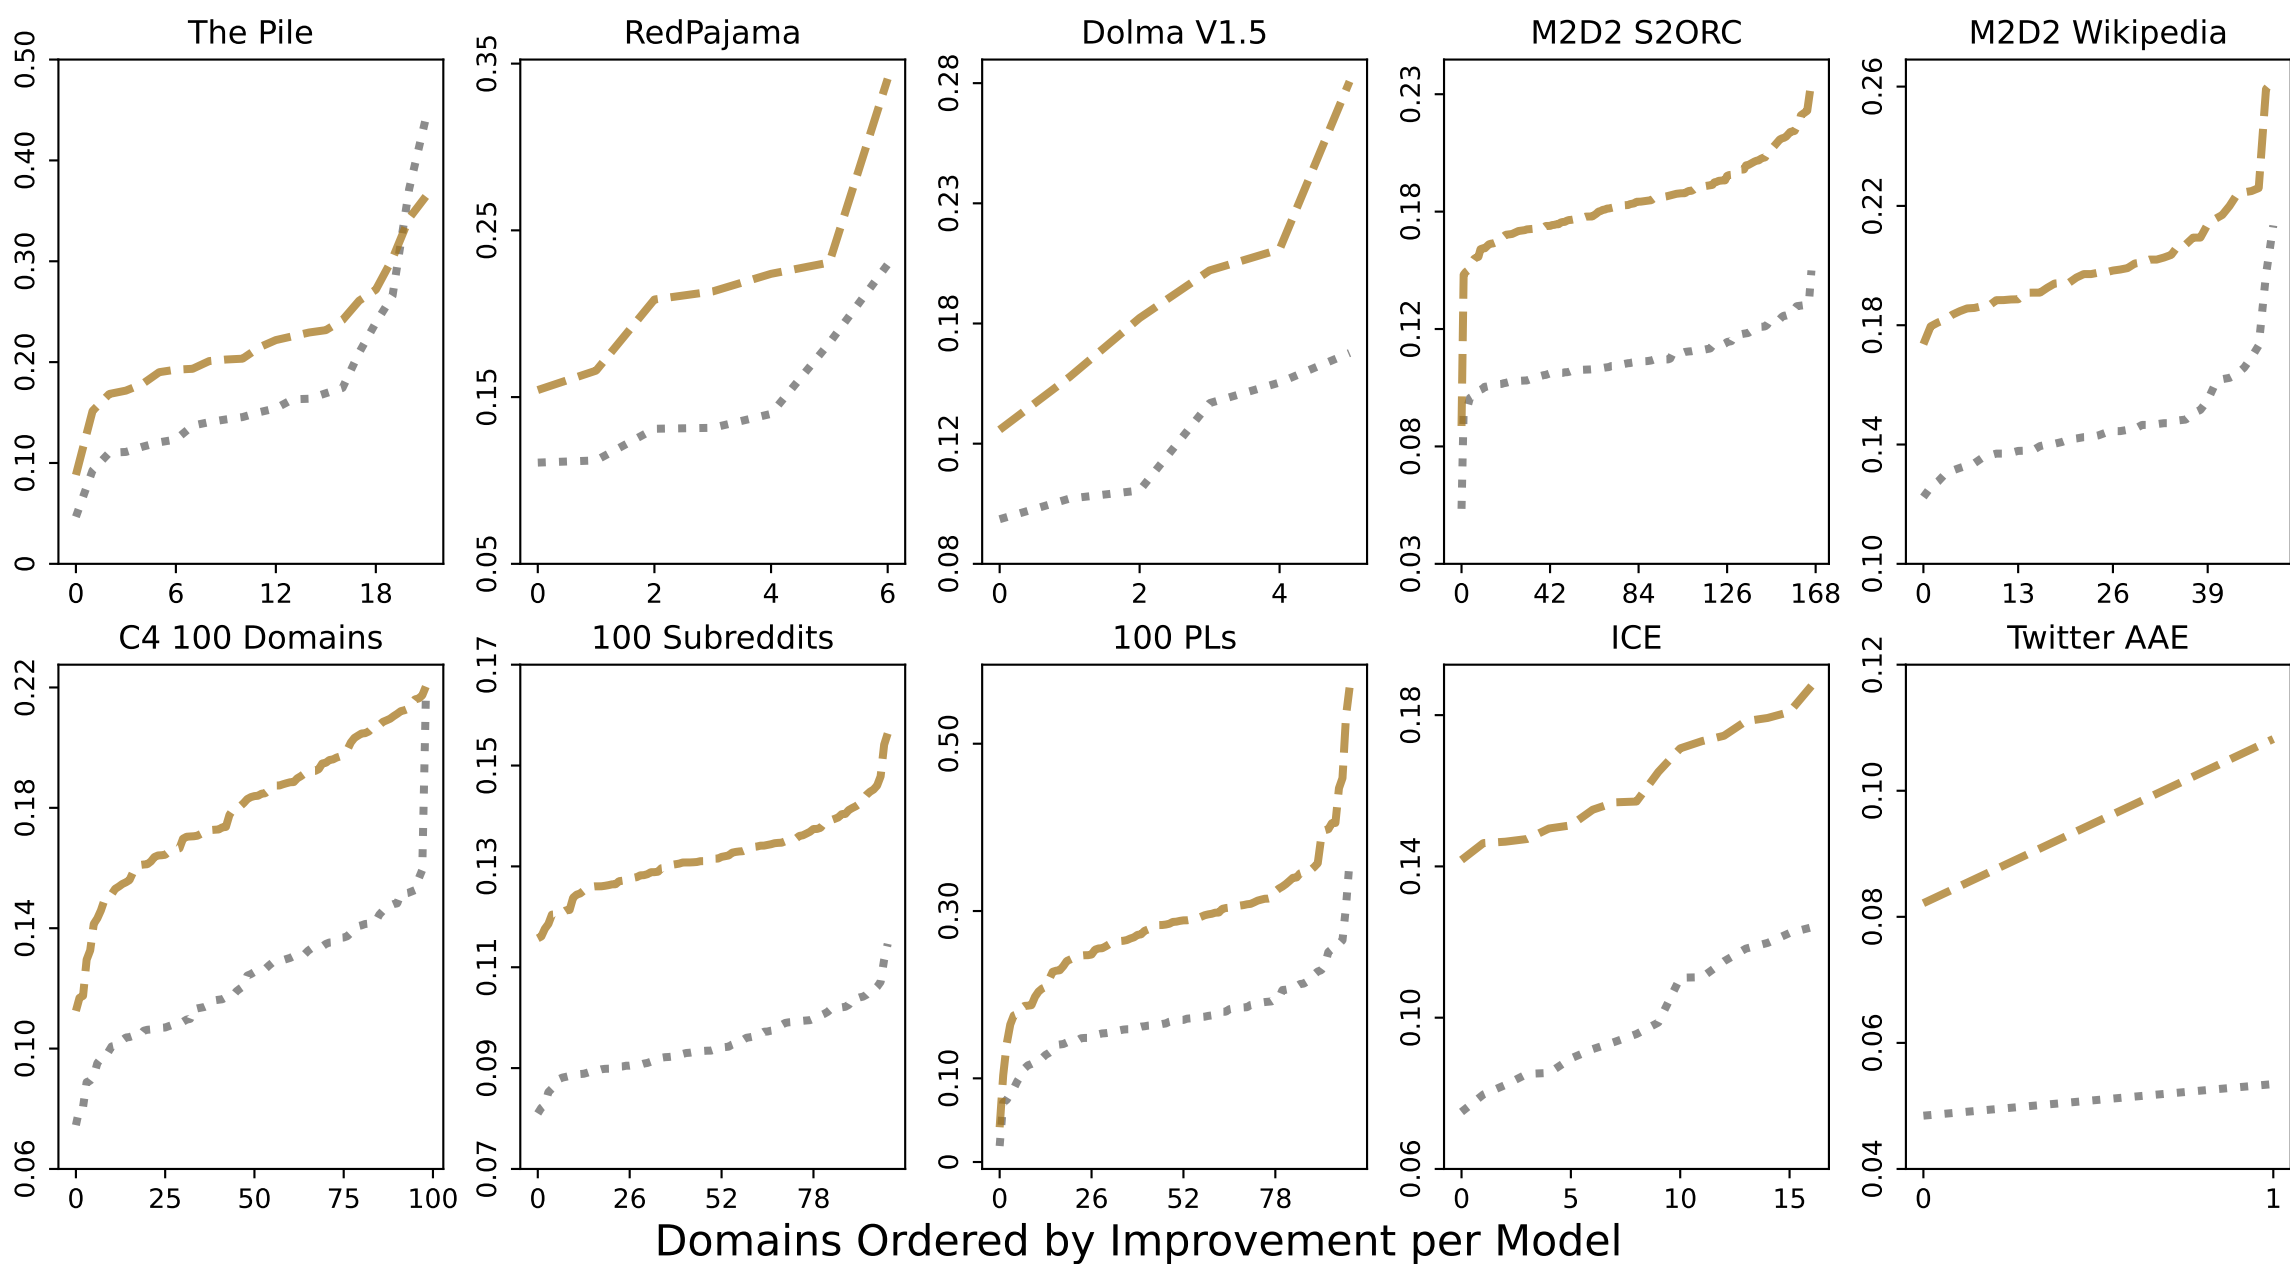 The Pile
RedPajama
Dolma V1.5
M2D2 S2ORC
M2D2 Wikipedia
0.50
0.40
0.30
0.20
0.10
0
0 6 12 18
0.35
0.25
0.15
0.05
0 2 4 6
0.28
0.23
0.18
0.12
0.08
0 2 4
0.23
0.18
0.12
0.08
0.03
0 42 84 126 168
0.26
0.22
0.18
0.14
0.10
0 13 26 39
C4 100 Domains
100 Subreddits
100 PLs
ICE
Twitter AAE
0.22
0.18
0.14
0.10
0.06
0 25 50 75 100
0.17
0.15
0.13
0.11
0.09
0.07
0 26 52 78
0.50
0.30
0.10
0
0 26 52 78
0.18
0.14
0.10
0.06
0 5 10 15
0.12
0.10
0.08
0.06
0.04
0 1
Domains Ordered by Improvement per Model